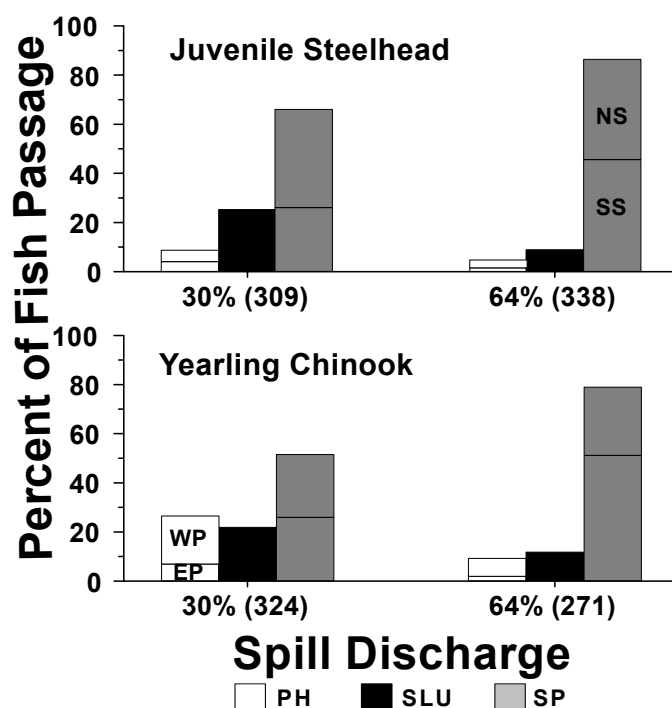 Percent of Fish Passage
100
Juvenile Steelhead
80
NS
60
40
SS
20
0
30% (309) 64% (338)
100
Yearling Chinook
80
60
40
WP
20
EP
0
30% (324) 64% (271)
Spill Discharge
PH SLU SP